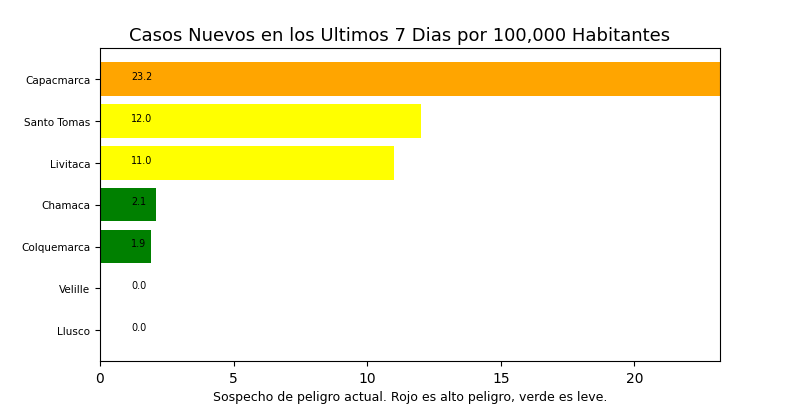 Casos Nuevos en los Ultimos 7 Dias por 100,000 Habitantes
Capacmarca 23.2
Santo Tomas 12.0
Livitaca 11.0
Chamaca 2.1
Colquemarca 1.9
Velille 0.0
Llusco 0.0
0 5 10 15 20
Sospecho de peligro actual. Rojo es alto peligro, verde es leve.